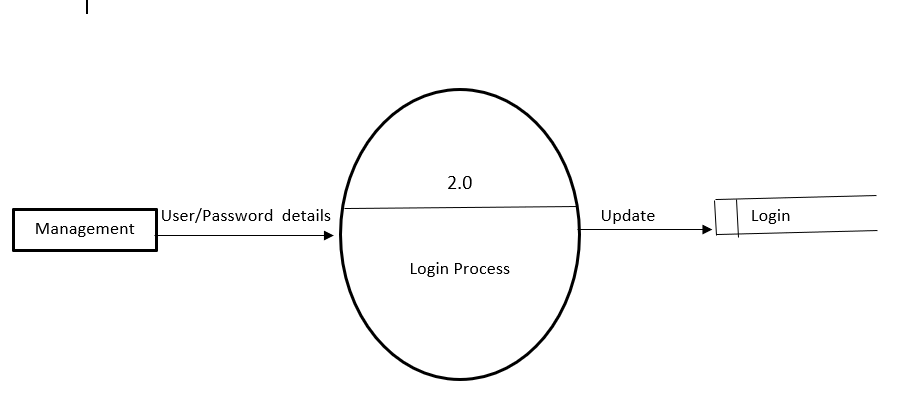 2.0
User/Password details
Update
Login
Management
Login Process